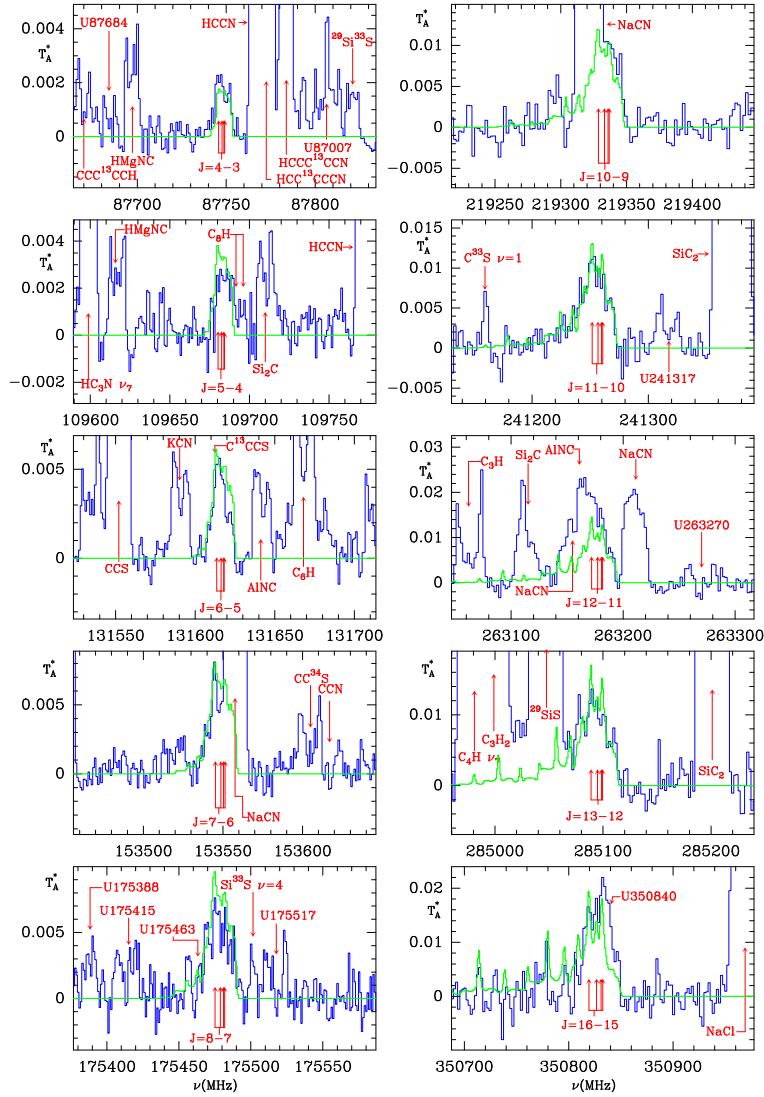 T*A
U87684
HCCN
29Si33S
0.004
0.002
0
CCC13CCH
HMgNC
J=4−3
U87007
HCCC13CCN
HCC13CCCN
87700
87750
87800
T*A
NaCN
0.01
0.005
0
−0.005
J=10−9
219250
219300
219350
219400
T*A
HMgNC
C8H
HCCN
0.004
0.002
0
−0.002
HC3N ν7
J=5−4
Si2C
109600
109650
109700
109750
T*A
C33S ν=1
SiC2
0.015
0.01
0.005
0
−0.005
J=11−10
U241317
241200
241300
T*A
KCN
C13CCS
0.005
0
CCS
J=6−5
AlNC
C6H
131550
131600
131650
131700
T*A
C3H
Si2C
AlNC
NaCN
U263270
0.03
0.02
0.01
0
NaCN
J=12−11
263100
263200
263300
T*A
CC34S
CCN
0.005
0
J=7−6
NaCN
153500
153550
153600
T*A
0.01
0
C4H ν4
C3H2
29SiS
J=13−12
SiC2
285000
285100
285200
T*A
U175388
U175415
U175463
Si33S ν=4
U175517
0.005
0
J=8−7
175400
175450
175500
175550
ν(MHz)
T*A
U350840
0.02
0.01
0
J=16−15
NaCl
350700
350800
350900
ν(MHz)